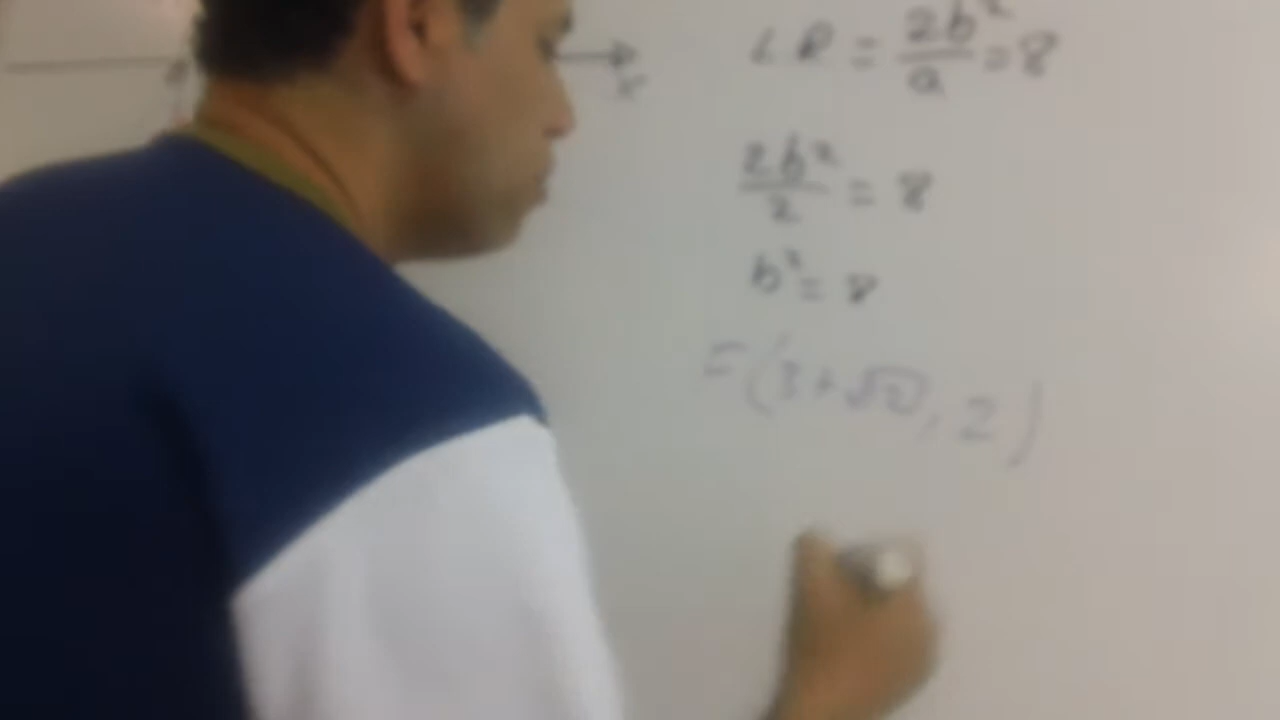 x
LR = 2b²/a = 8
2b²/2 = 8
b² = 8
= (3+√12, 2)